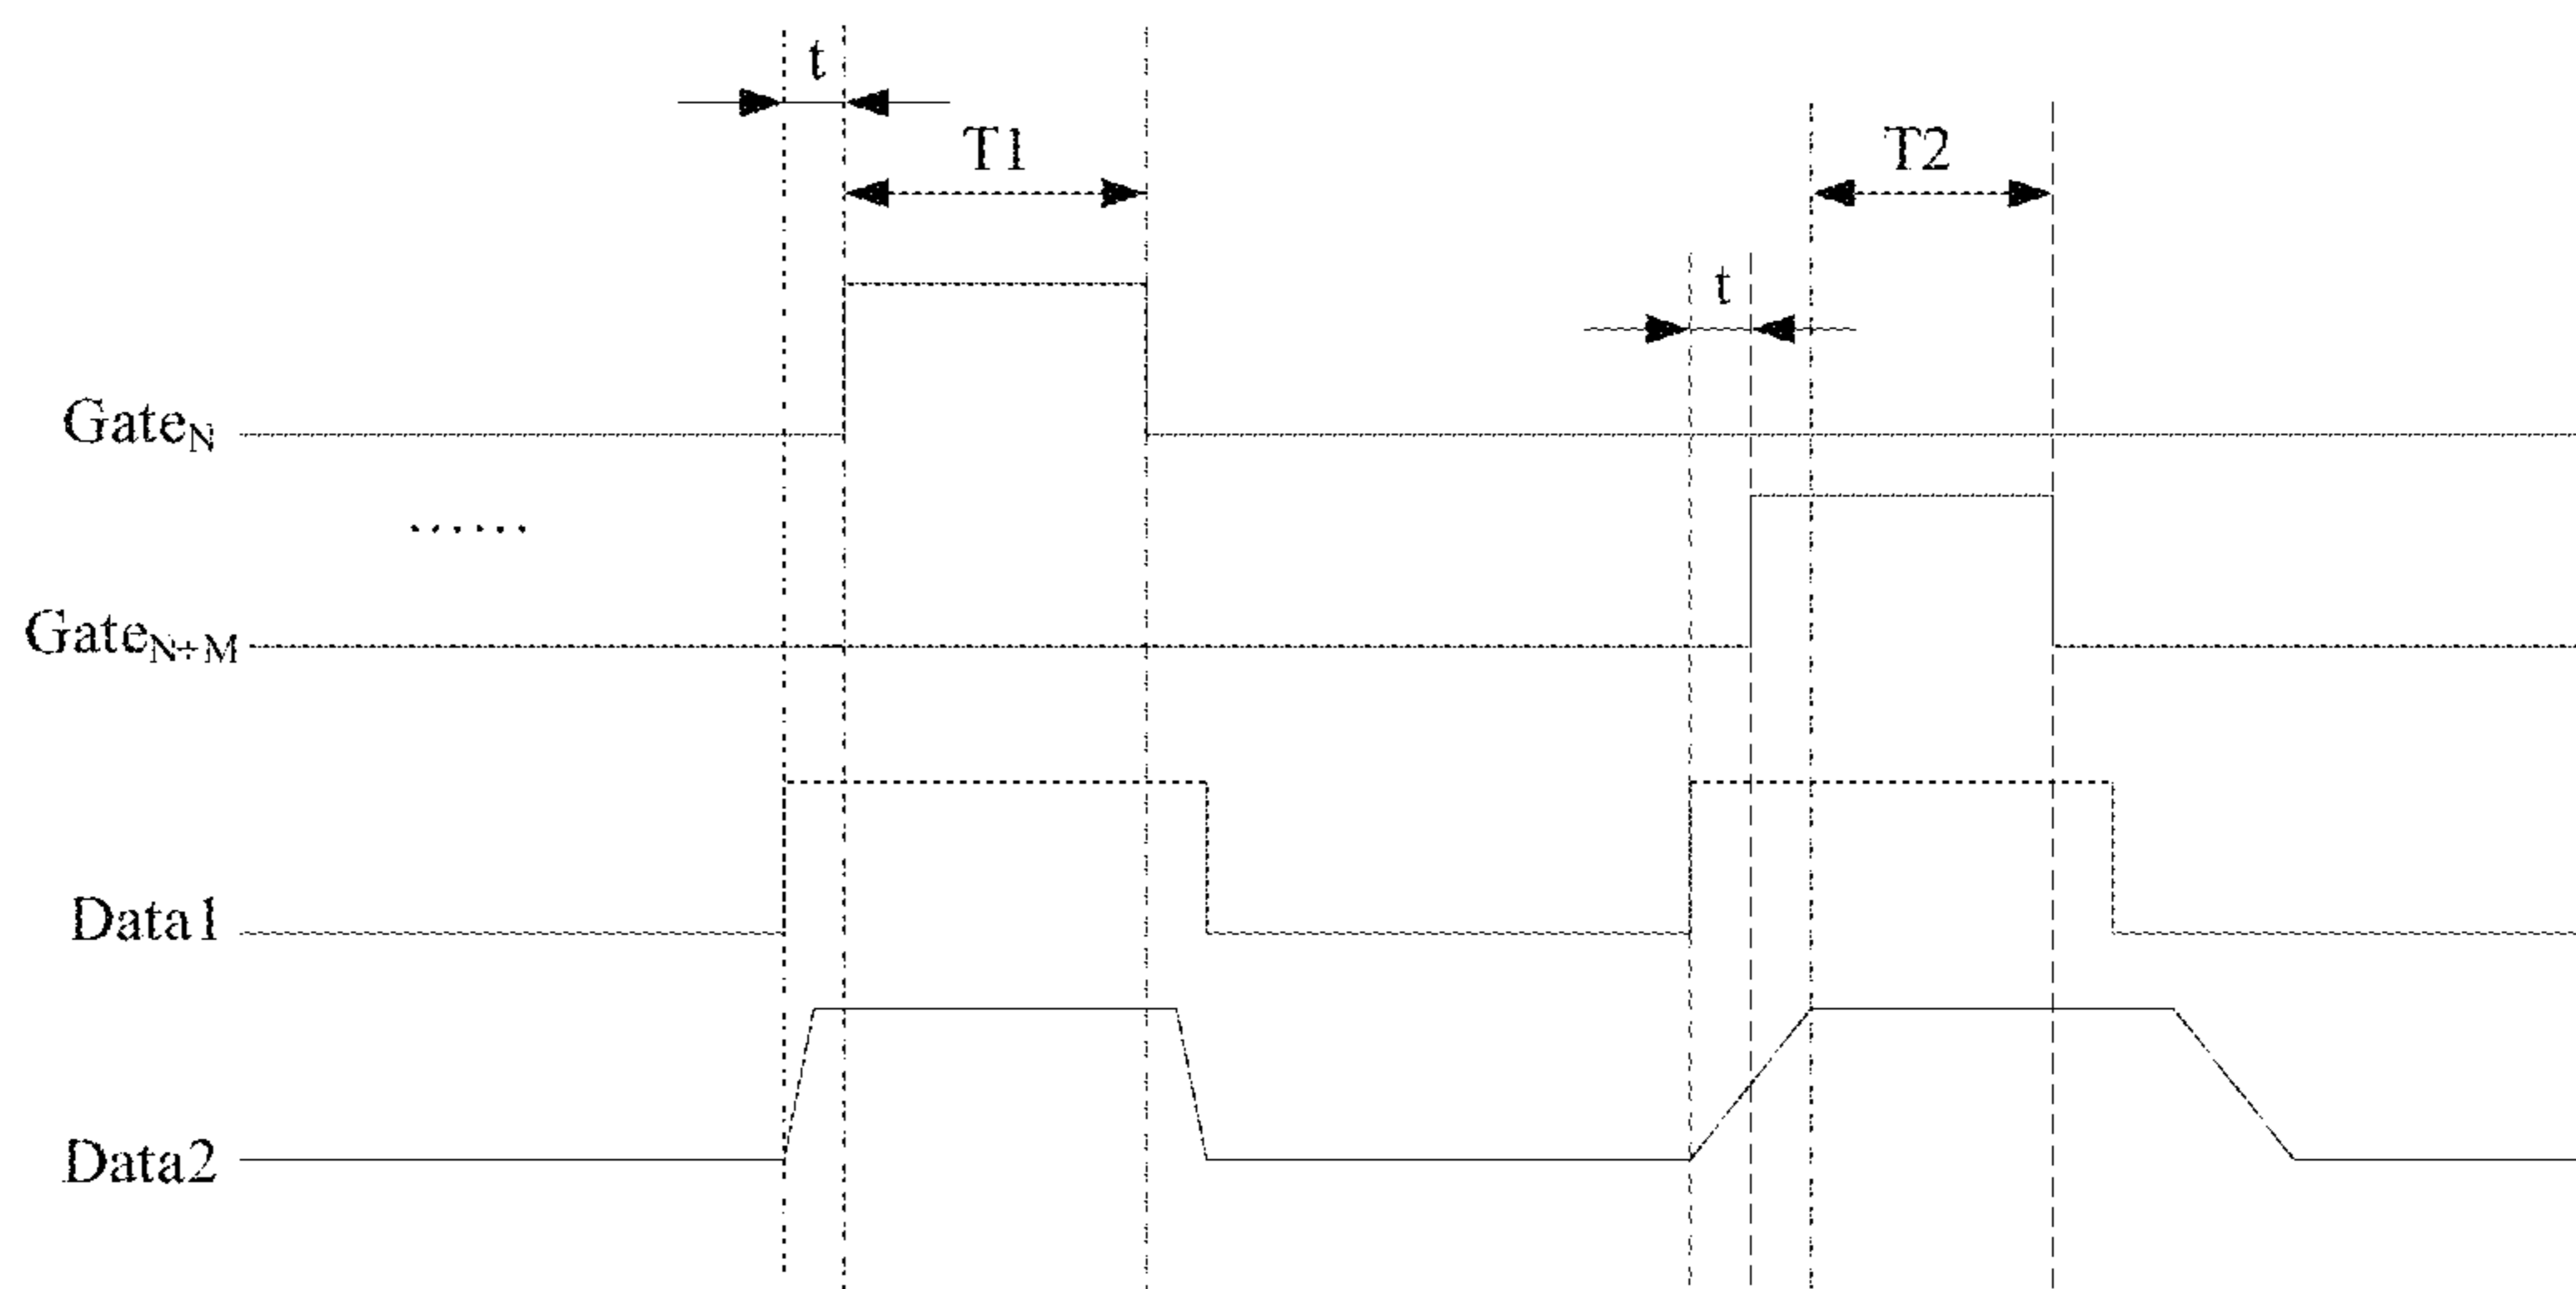 t
T1
T2
t
GateN
......
GateN+M
Data1
Data2